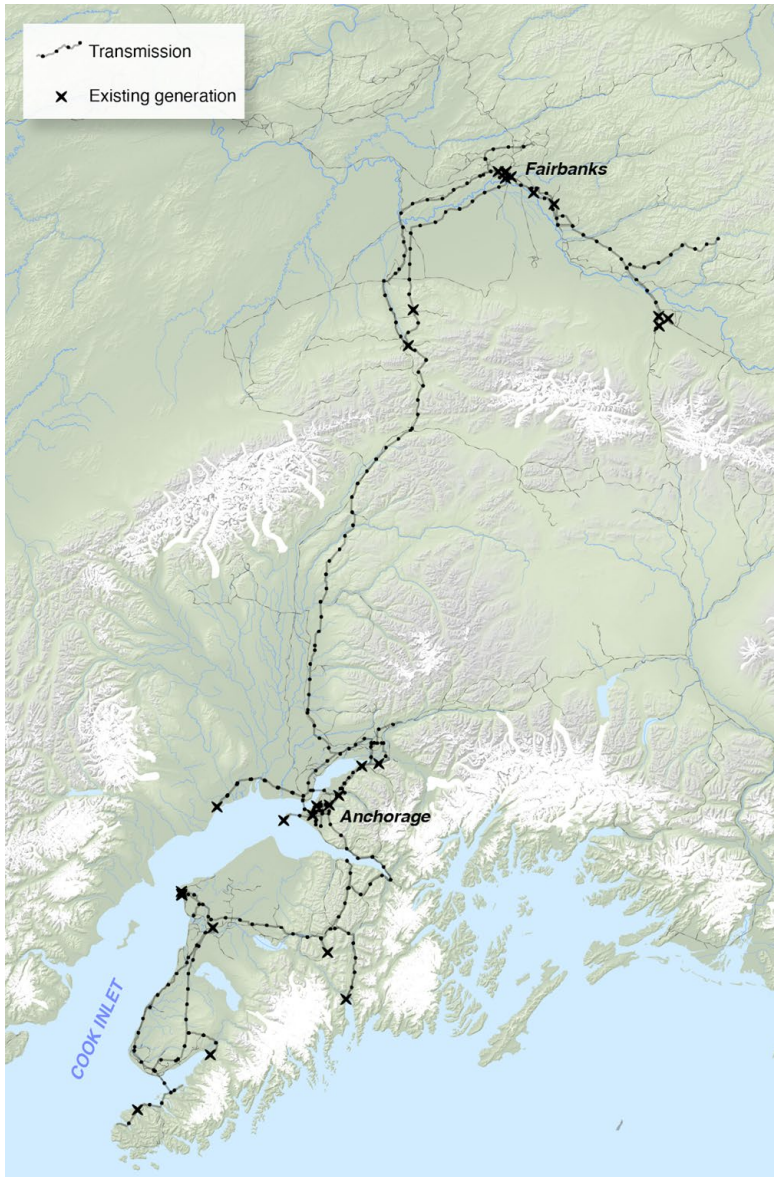 Transmission
Existing generation
Fairbanks
Anchorage
COOK INLET